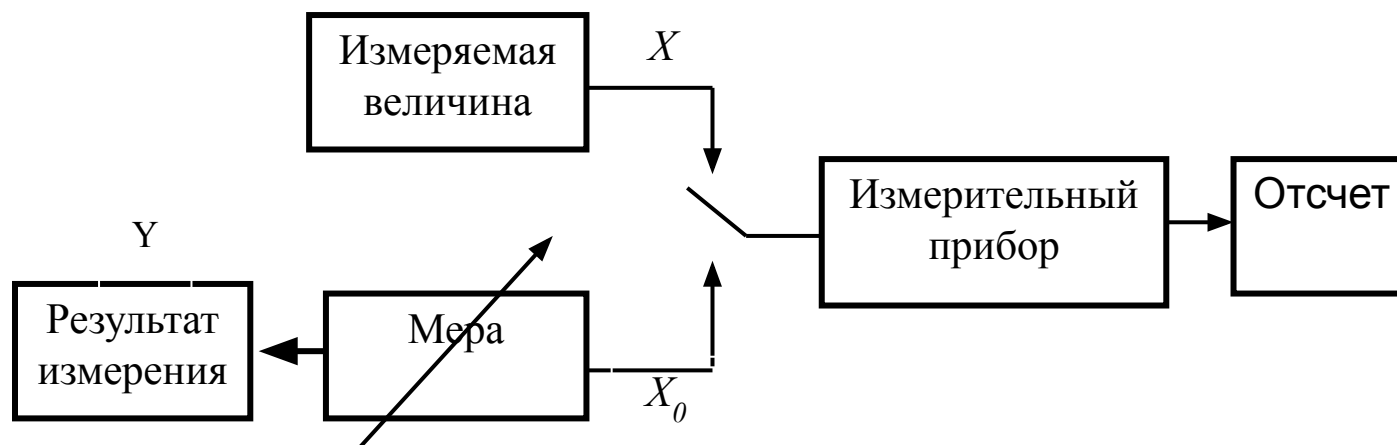 Измеряемая
величина
X
Измерительный
прибор
Отсчет
Y
Результат
измерения
Мера
X₀